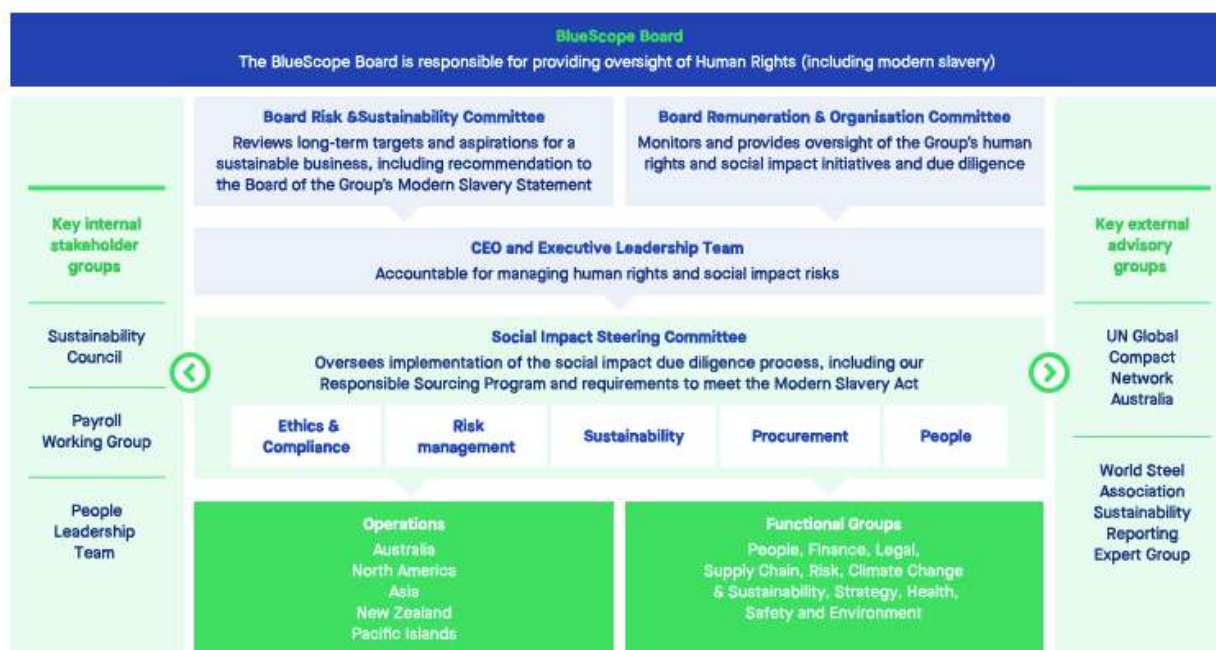 BlueScope Board
The BlueScope Board is responsible for providing oversight of Human Rights (including modern slavery)
Key internal
stakeholder
groups
Sustainability
Council
Payroll
Working Group
People
Leadership
Team
Board Risk &Sustainability Committee
Reviews long-term targets and aspirations for a
sustainable business, including recommendation to
the Board of the Group's Modern Slavery Statement
Board Remuneration & Organisation Committee
Monitors and provides oversight of the Group's human
rights and social impact initiatives and due diligence
CEO and Executive Leadership Team
Accountable for managing human rights and social impact risks
Social Impact Steering Committee
Oversees implementation of the social impact due diligence process, including our
Responsible Sourcing Program and requirements to meet the Modern Slavery Act
Ethics &
Compliance
Risk
management
Sustainability
Procurement
People
Operations
Australia
North America
Asia
New Zealand
Pacific Islands
Functional Groups
People, Finance, Legal,
Supply Chain, Risk, Climate Change
& Sustainability, Strategy, Health,
Safety and Environment
Key external
advisory
groups
UN Global
Compact
Network
Australia
World Steel
Association
Sustainability
Reporting
Expert Group